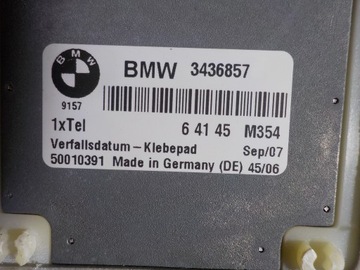 BMW
BMW 3436857
9157
1xTel 6 41 45 M354
Verfallsdatum – Klebepad Sep/07
50010391 Made in Germany (DE) 45/06